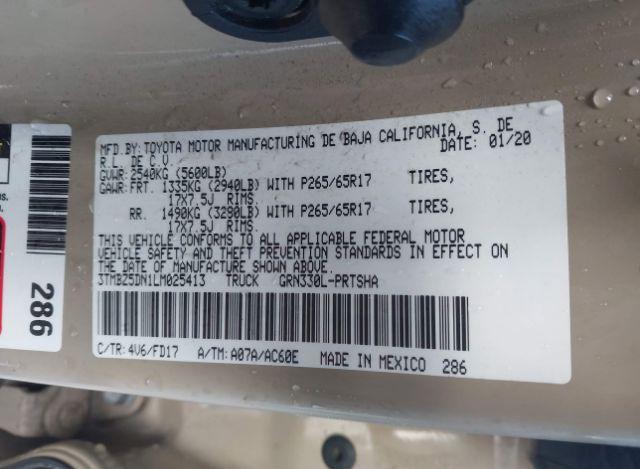 MFD. BY: TOYOTA MOTOR MANUFACTURING DE BAJA CALIFORNIA, S. DE
R.L. DE C.V. DATE: 01/20
GVWR: 2540KG (5600LB)
GAWR: FRT. 1335KG (2940LB) WITH P265/65R17 TIRES,
17X7.5J RIMS.
RR. 1490KG (3290LB) WITH P265/65R17 TIRES,
17X7.5J RIMS.
THIS VEHICLE CONFORMS TO ALL APPLICABLE FEDERAL MOTOR
VEHICLE SAFETY AND THEFT PREVENTION STANDARDS IN EFFECT ON
THE DATE OF MANUFACTURE SHOWN ABOVE.
3TMBZ5DN1LM025413 TRUCK GRN330L-PRTSHA
C/TR: 4V6/FD17 A/TM: A07A/AC60E MADE IN MEXICO 286
286